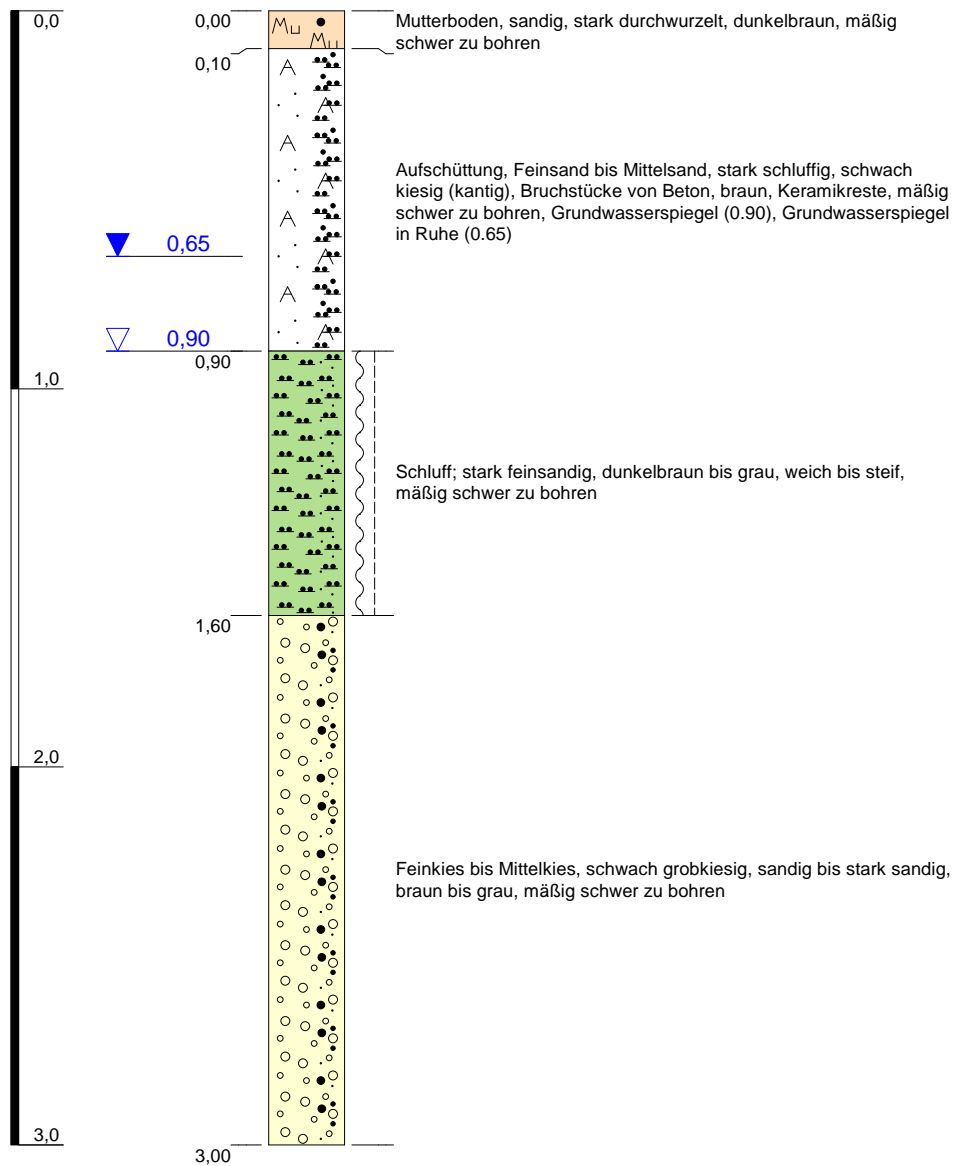 0,0
0,00
Mutterboden, sandig, stark durchwurzelt, dunkelbraun, mäßig
schwer zu bohren
Mu
Mu
0,10
Aufschüttung, Feinsand bis Mittelsand, stark schluffig, schwach
kiesig (kantig), Bruchstücke von Beton, braun, Keramikreste, mäßig
schwer zu bohren, Grundwasserspiegel (0.90), Grundwasserspiegel
in Ruhe (0.65)
0,65
0,90
0,90
1,0
Schluff; stark feinsandig, dunkelbraun bis grau, weich bis steif,
mäßig schwer zu bohren
1,60
2,0
Feinkies bis Mittelkies, schwach grobkiesig, sandig bis stark sandig,
braun bis grau, mäßig schwer zu bohren
3,0
3,00